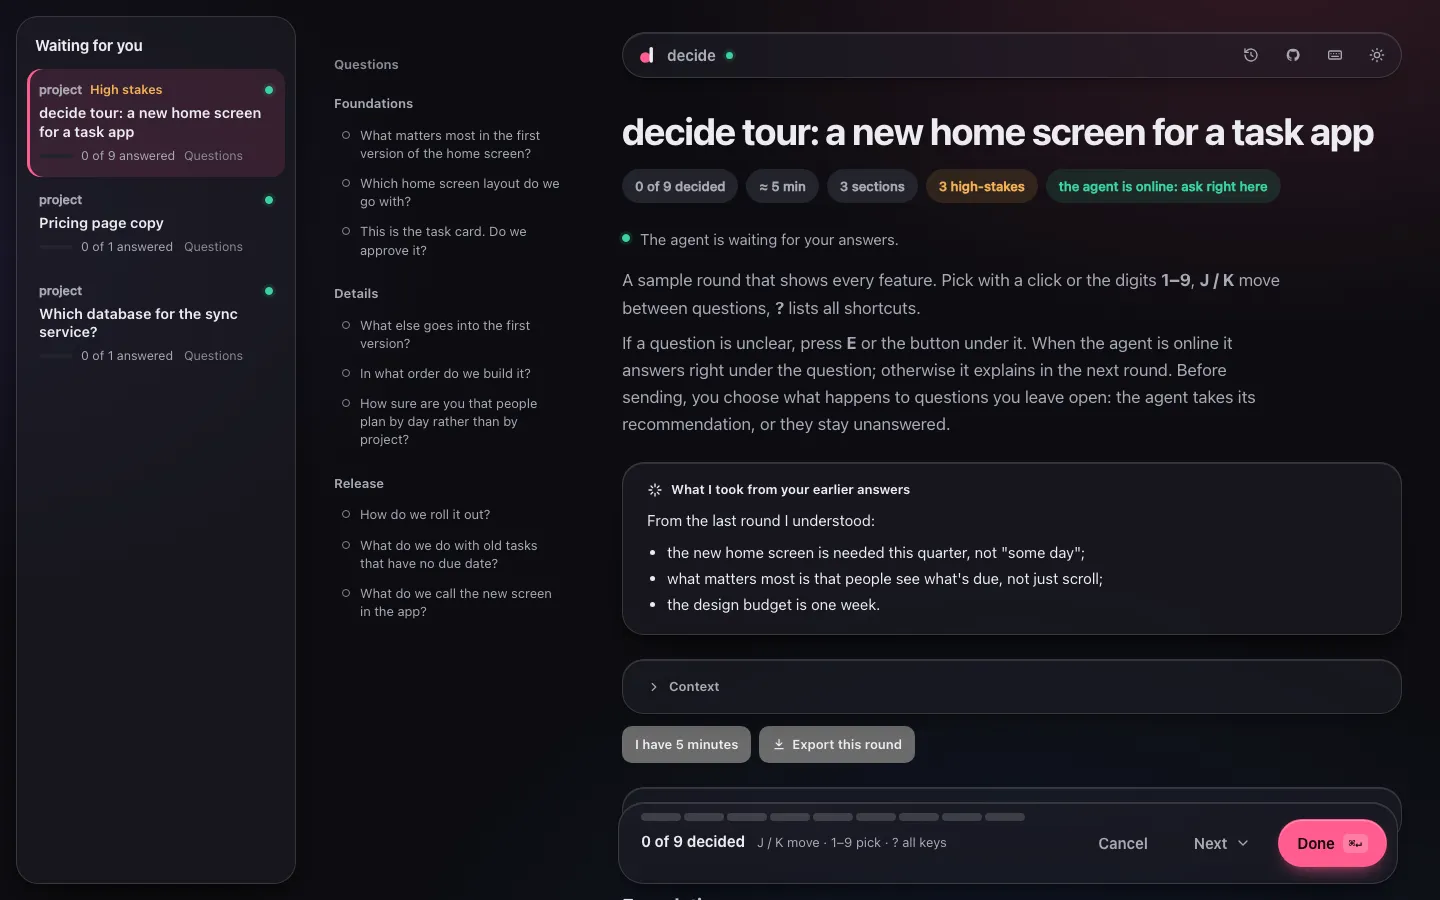 Waiting for you
project High stakes
decide tour: a new home screen
for a task app
0 of 9 answered Questions
project
Pricing page copy
0 of 1 answered Questions
project
Which database for the sync
service?
0 of 1 answered Questions
Questions
Foundations
What matters most in the first
version of the home screen?
Which home screen layout do we
go with?
This is the task card. Do we
approve it?
Details
What else goes into the first
version?
In what order do we build it?
How sure are you that people
plan by day rather than by
project?
Release
How do we roll it out?
What do we do with old tasks
that have no due date?
What do we call the new screen
in the app?
decide
decide tour: a new home screen for a task app
0 of 9 decided ≈ 5 min 3 sections 3 high-stakes the agent is online: ask right here
The agent is waiting for your answers.
A sample round that shows every feature. Pick with a click or the digits 1–9, J / K move
between questions, ? lists all shortcuts.
If a question is unclear, press E or the button under it. When the agent is online it
answers right under the question; otherwise it explains in the next round. Before
sending, you choose what happens to questions you leave open: the agent takes its
recommendation, or they stay unanswered.
What I took from your earlier answers
From the last round I understood:
• the new home screen is needed this quarter, not "some day";
• what matters most is that people see what's due, not just scroll;
• the design budget is one week.
Context
I have 5 minutes Export this round
0 of 9 decided J / K move · 1–9 pick · ? all keys Cancel Next Done ⌘↵